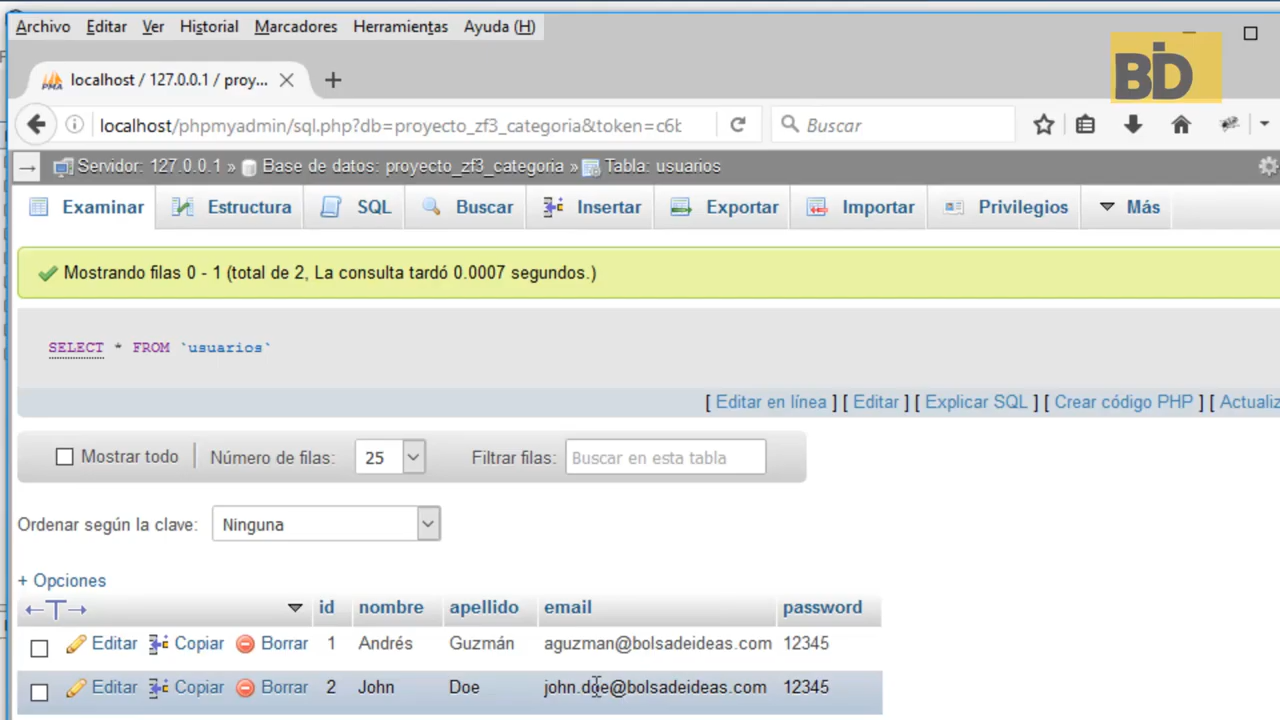 Archivo Editar Ver Historial Marcadores Herramientas Ayuda (H)
BID
PMA localhost / 127.0.0.1 / proy...
localhost/phpmyadmin/sql.php?db=proyecto_zf3_categoria&token=c6b
Buscar
Servidor: 127.0.0.1 » Base de datos: proyecto_zf3_categoria » Tabla: usuarios
Examinar Estructura SQL Buscar Insertar Exportar Importar Privilegios Más
Mostrando filas 0 - 1 (total de 2, La consulta tardó 0.0007 segundos.)
SELECT * FROM `usuarios`
[ Editar en línea ] [ Editar ] [ Explicar SQL ] [ Crear código PHP ] [ Actualiz
Mostrar todo Número de filas: 25 Filtrar filas: Buscar en esta tabla
Ordenar según la clave: Ninguna
+ Opciones
←T→ id nombre apellido email password
Editar Copiar Borrar 1 Andrés Guzmán aguzman@bolsadeideas.com 12345
Editar Copiar Borrar 2 John Doe john.doe@bolsadeideas.com 12345